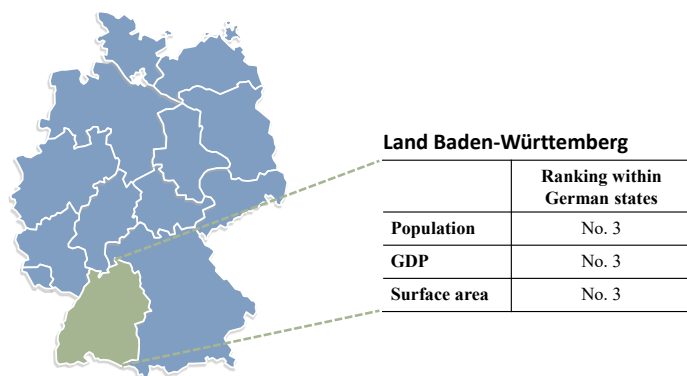 Land Baden-Württemberg
Ranking within
German states
Population No. 3
GDP No. 3
Surface area No. 3